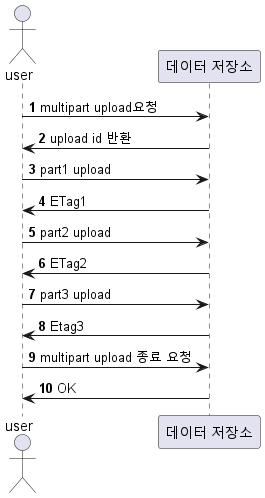 user
데이터 저장소
1 multipart upload요청
2 upload id 반환
3 part1 upload
4 ETag1
5 part2 upload
6 ETag2
7 part3 upload
8 Etag3
9 multipart upload 종료 요청
10 OK
user
데이터 저장소